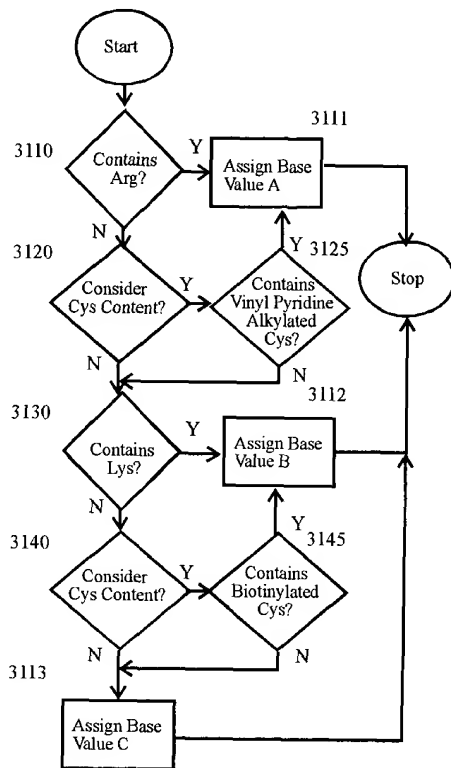 Start
3110
Contains
Arg?
Y
3111
Assign Base
Value A
N
3120
Consider
Cys Content?
Y
Y
3125
Contains
Vinyl Pyridine
Alkylated
Cys?
Stop
N
N
3130
Contains
Lys?
Y
3112
Assign Base
Value B
N
3140
Consider
Cys Content?
Y
Y
3145
Contains
Biotinylated
Cys?
N
N
3113
Assign Base
Value C